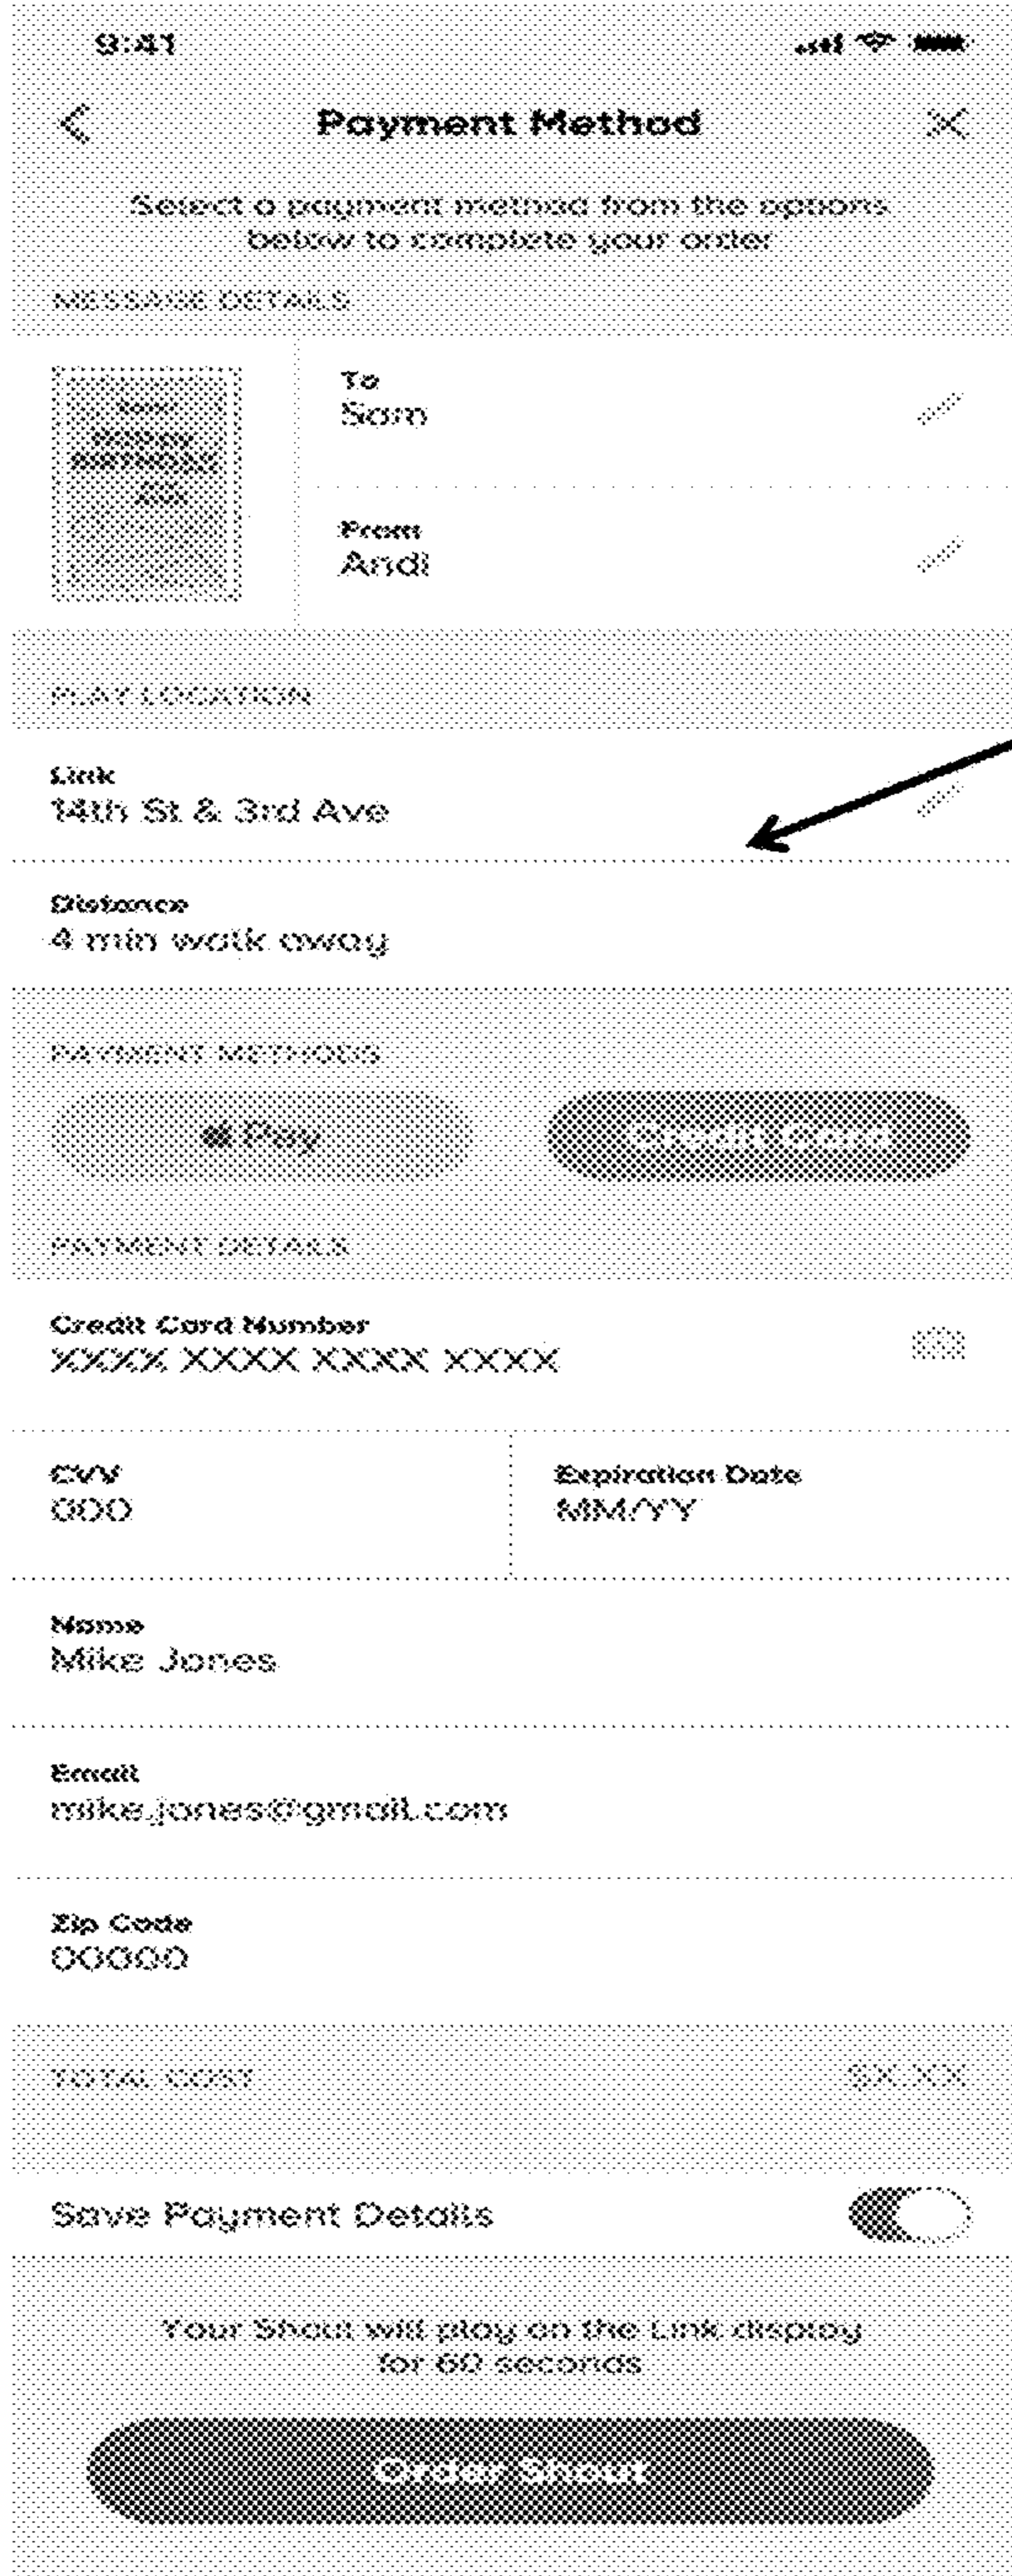 9:41
Payment Method
Select a payment method from the options
below to complete your order
MESSAGE DETAILS
To
Sam
From
Andi
PLAY LOCATION
Link
14th St & 3rd Ave
Distance
4 min walk away
PAYMENT METHODS
Pay
Credit Card
PAYMENT DETAILS
Credit Card Number
XXXX XXXX XXXX XXXX
CVV
000
Expiration Date
MM/YY
Name
Mike Jones
Email
mike.jones@gmail.com
Zip Code
00000
TOTAL COST
$X.XX
Save Payment Details
Your Shout will play on the Link display
for 60 seconds
Order Shout